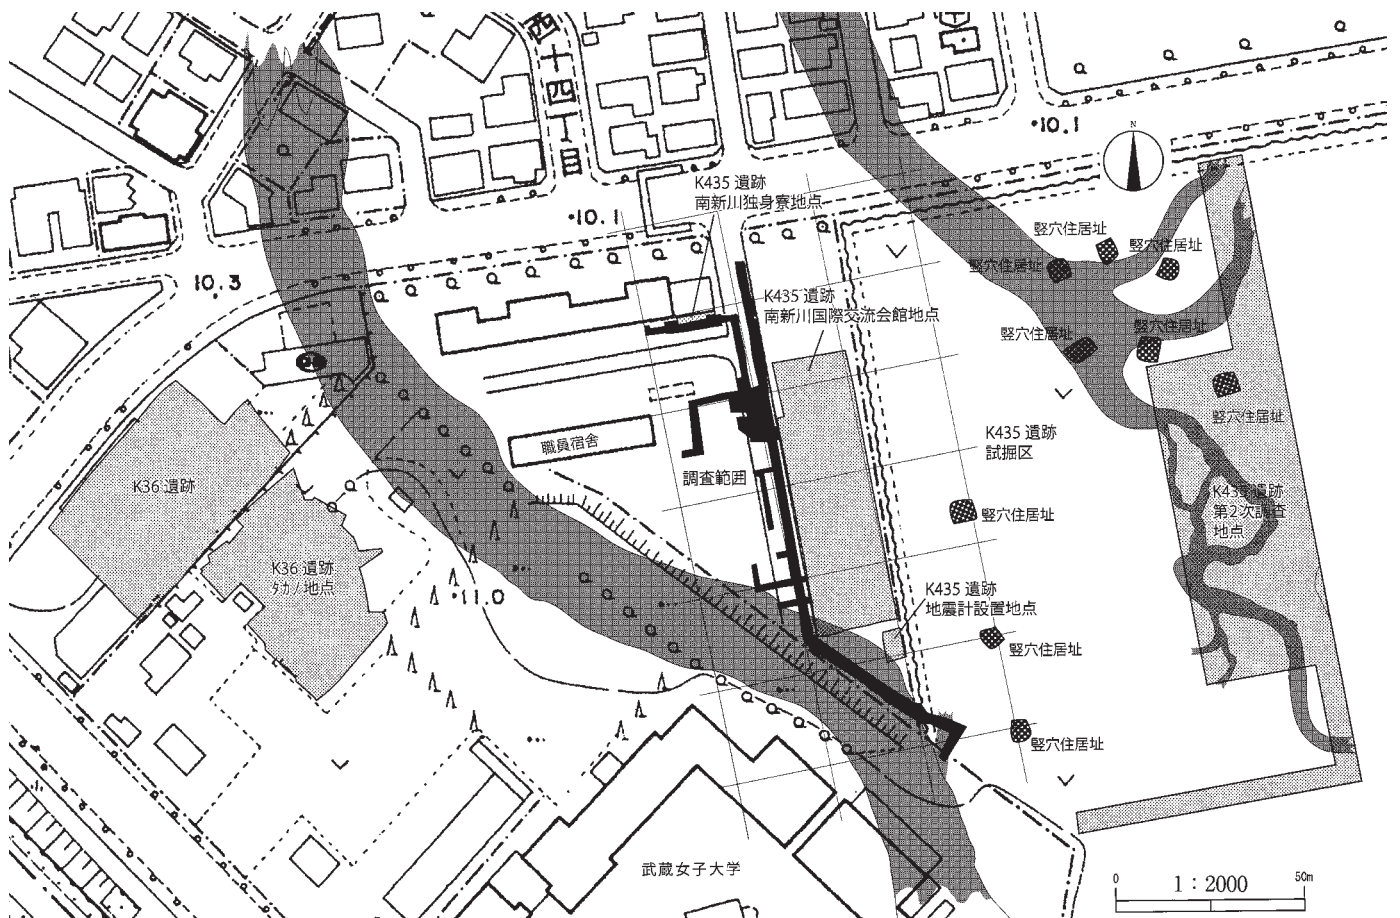 西十四丁目
・10.1
N
・10.1
K435 遺跡
南新川独身寮地点
竪穴住居址
竪穴住居址
竪穴住居址
10.3
K435 遺跡
南新川国際交流会館地点
竪穴住居址
竪穴住居址
竪穴住居址
職員宿舎
K435 遺跡
試掘区
調査範囲
K36 遺跡
K435 遺跡
第2次調査
地点
竪穴住居址
K36 遺跡
ﾀｶﾉ地点
・11.0
K435 遺跡
地震計設置地点
竪穴住居址
竪穴住居址
武蔵女子大学
0
1：2000
50m